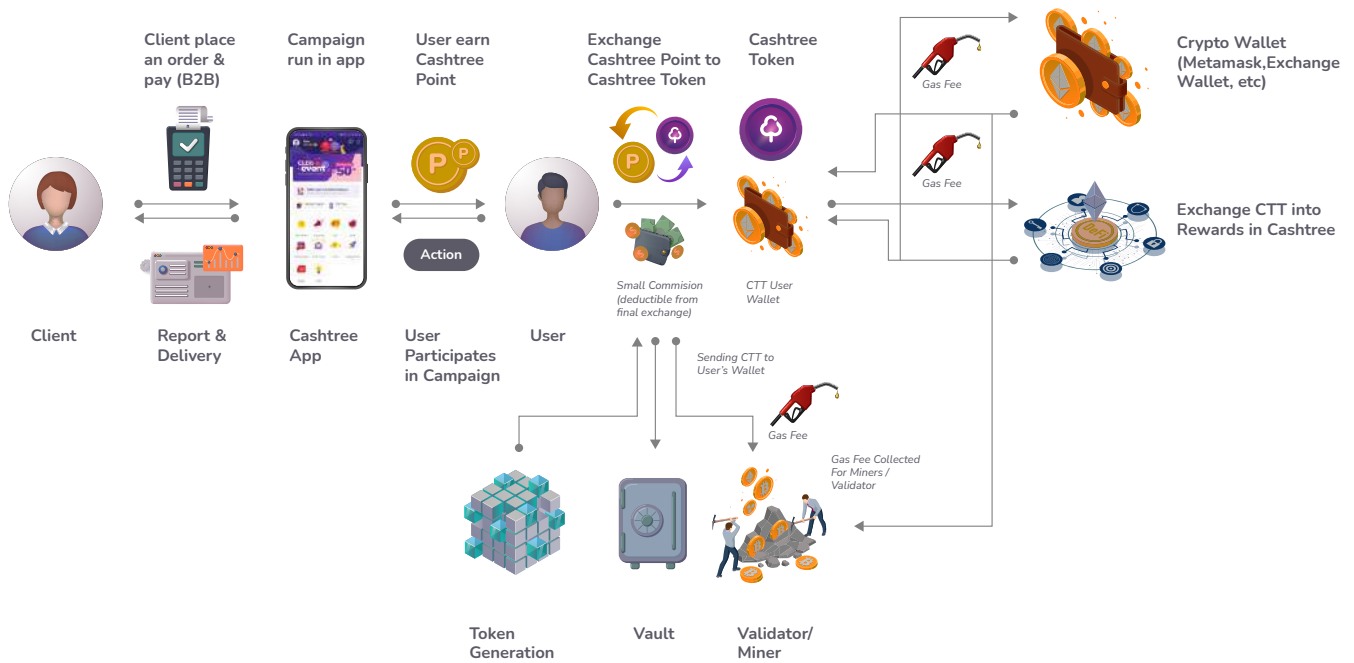 Client place
an order &
pay (B2B)
Campaign
run in app
User earn
Cashtree
Point
Exchange
Cashtree Point to
Cashtree Token
Cashtree
Token
Gas Fee
Crypto Wallet
(Metamask,Exchange
Wallet, etc)
event
50
P
P
P
Gas Fee
Exchange CTT into
Rewards in Cashtree
DeFi
Action
Small Commision
(deductible from
final exchange)
CTT User
Wallet
Client
Report &
Delivery
Cashtree
App
User
Participates
in Campaign
User
Sending CTT to
User's Wallet
Gas Fee
Gas Fee Collected
For Miners /
Validator
Token
Generation
Vault
Validator/
Miner